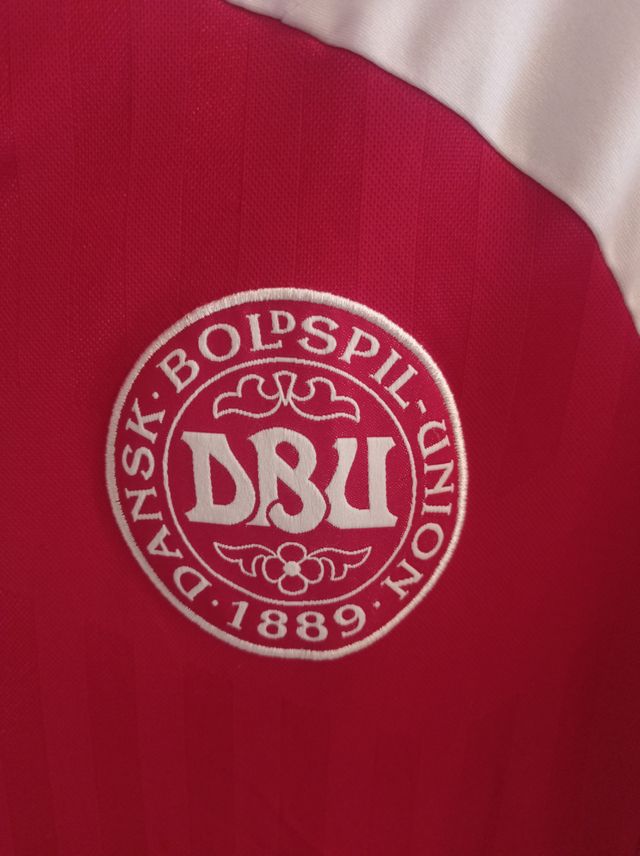 DANSK · BOLDSPIL-UNION ·
DBU
· 1889 ·